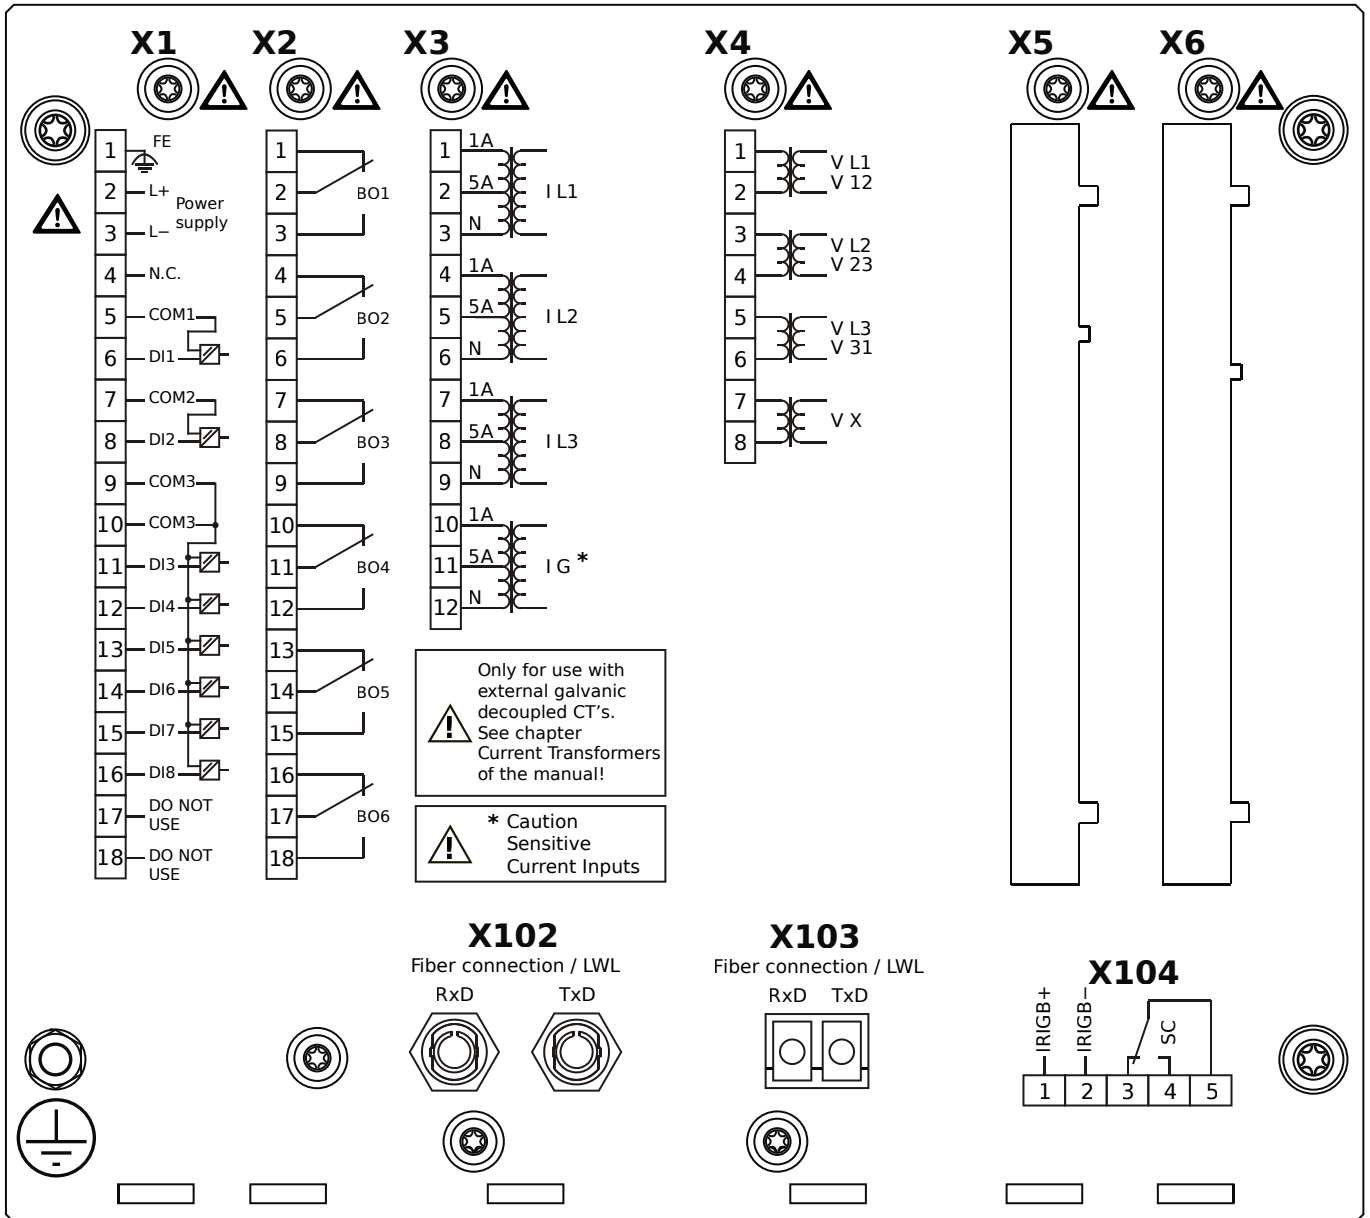 X1
X2
X3
X4
X5
X6
1 FE
2 L+
Power
supply
3 L−
4 N.C.
5 COM1
6 DI1
7 COM2
8 DI2
9 COM3
10 COM3
11 DI3
12 DI4
13 DI5
14 DI6
15 DI7
16 DI8
17 DO NOT
USE
18 DO NOT
USE
1
2 BO1
3
4
5 BO2
6
7
8 BO3
9
10
11 BO4
12
13
14 BO5
15
16
17 BO6
18
1 1A
2 5A I L1
3 N
4 1A
5 5A I L2
6 N
7 1A
8 5A I L3
9 N
10 1A
11 5A I G *
12 N
Only for use with
external galvanic
decoupled CT's.
See chapter
Current Transformers
of the manual!
* Caution
Sensitive
Current Inputs
1 V L1
2 V 12
3 V L2
4 V 23
5 V L3
6 V 31
7 V X
8
X102
Fiber connection / LWL
RxD TxD
X103
Fiber connection / LWL
RxD TxD
X104
IRIGB+
IRIGB−
SC
1 2 3 4 5